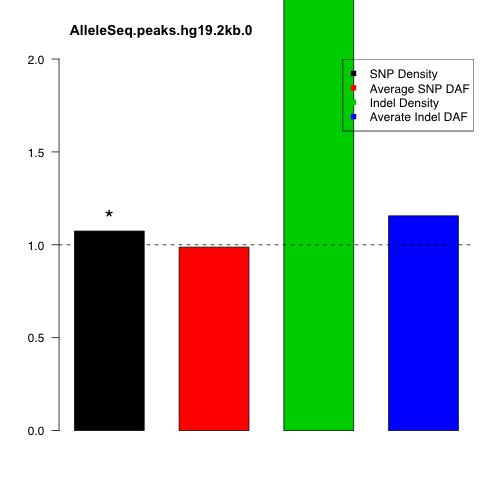 AlleleSeq.peaks.hg19.2kb.0
2.0
SNP Density
Average SNP DAF
Indel Density
Averate Indel DAF
1.5
*
1.0
0.5
0.0